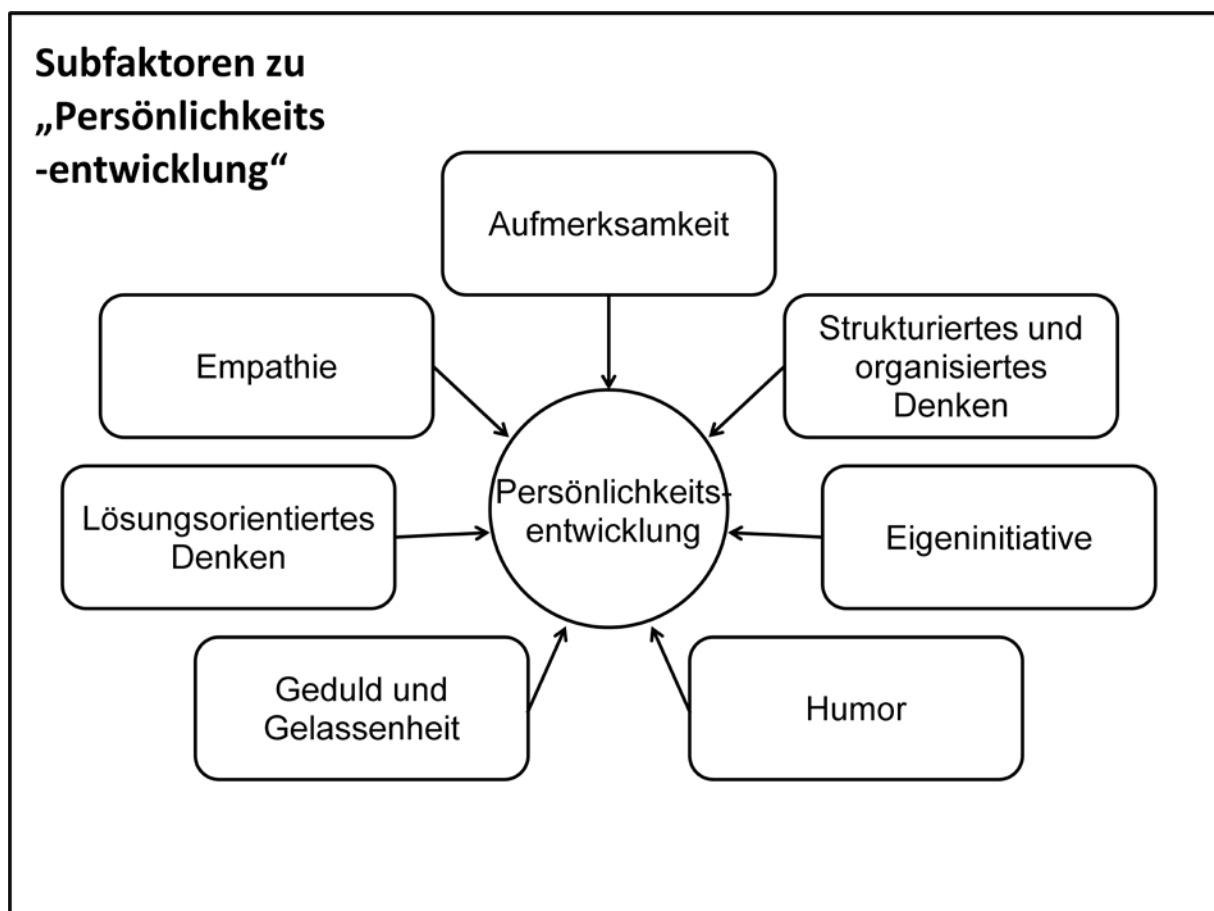 Subfaktoren zu
„Persönlichkeits
-entwicklung“
Aufmerksamkeit
Empathie
Strukturiertes und
organisiertes
Denken
Persönlichkeits-
entwicklung
Lösungsorientiertes
Denken
Eigeninitiative
Geduld und
Gelassenheit
Humor